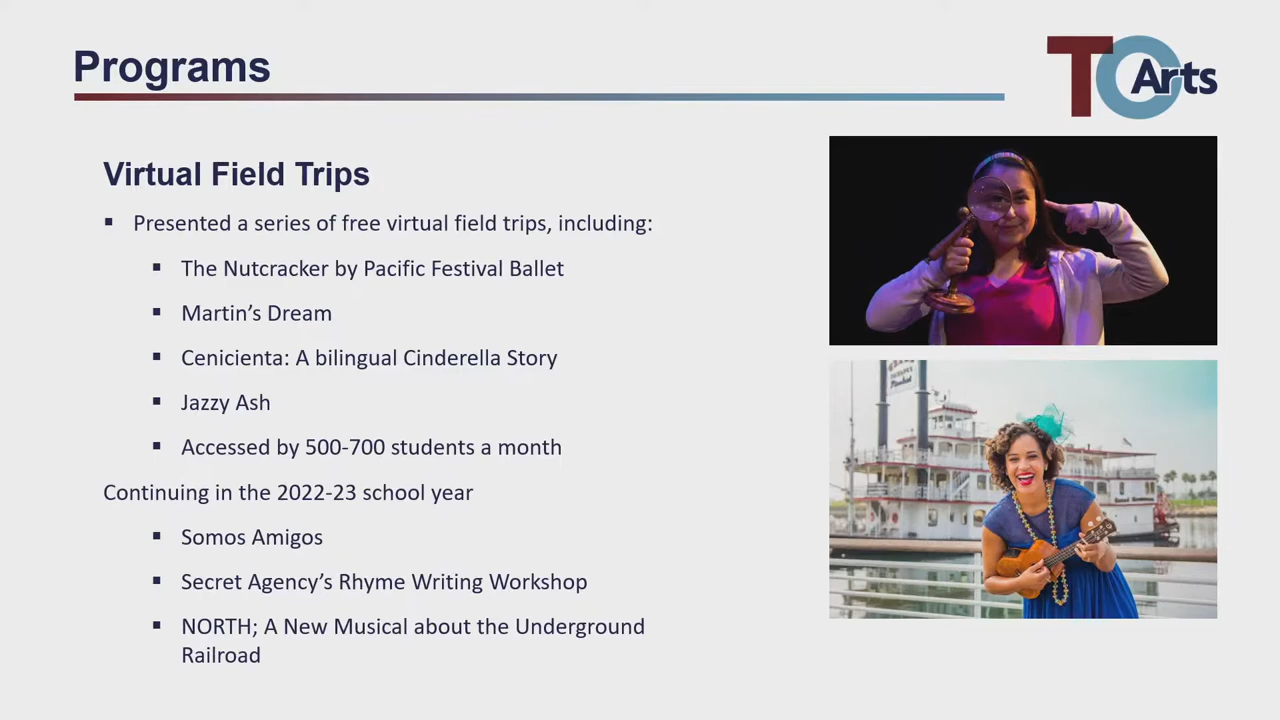 Programs
TO Arts
Virtual Field Trips
▪ Presented a series of free virtual field trips, including:
▪ The Nutcracker by Pacific Festival Ballet
▪ Martin’s Dream
▪ Cenicienta: A bilingual Cinderella Story
▪ Jazzy Ash
▪ Accessed by 500-700 students a month
Continuing in the 2022-23 school year
▪ Somos Amigos
▪ Secret Agency’s Rhyme Writing Workshop
▪ NORTH; A New Musical about the Underground
Railroad